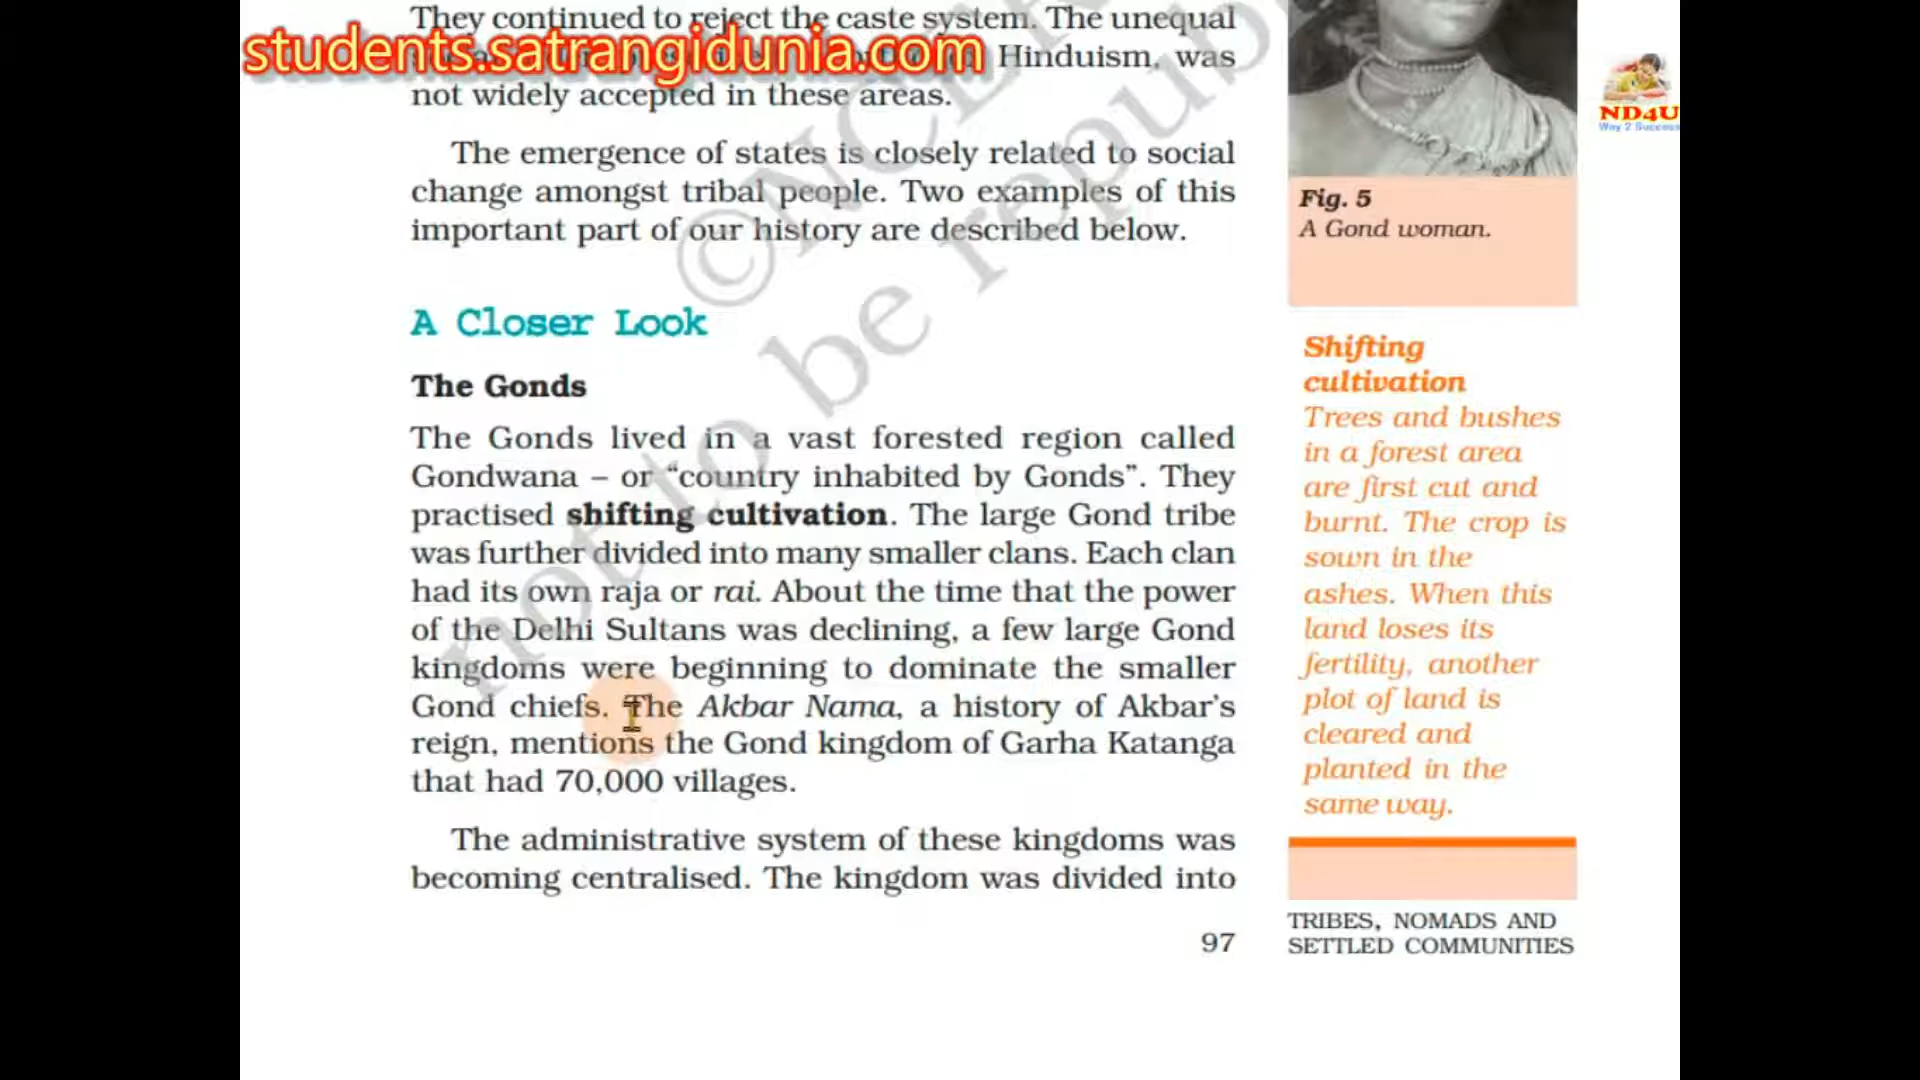 They continued to reject the caste system. The unequal
students.satrangidunia.com Hinduism, was
not widely accepted in these areas.
The emergence of states is closely related to social
change amongst tribal people. Two examples of this
important part of our history are described below.
A Closer Look
The Gonds
The Gonds lived in a vast forested region called
Gondwana – or “country inhabited by Gonds”. They
practised shifting cultivation. The large Gond tribe
was further divided into many smaller clans. Each clan
had its own raja or rai. About the time that the power
of the Delhi Sultans was declining, a few large Gond
kingdoms were beginning to dominate the smaller
Gond chiefs. The Akbar Nama, a history of Akbar’s
reign, mentions the Gond kingdom of Garha Katanga
that had 70,000 villages.
The administrative system of these kingdoms was
becoming centralised. The kingdom was divided into
97
ND4U
Way 2 Success
Fig. 5
A Gond woman.
Shifting
cultivation
Trees and bushes
in a forest area
are first cut and
burnt. The crop is
sown in the
ashes. When this
land loses its
fertility, another
plot of land is
cleared and
planted in the
same way.
TRIBES, NOMADS AND
SETTLED COMMUNITIES
not to be republ